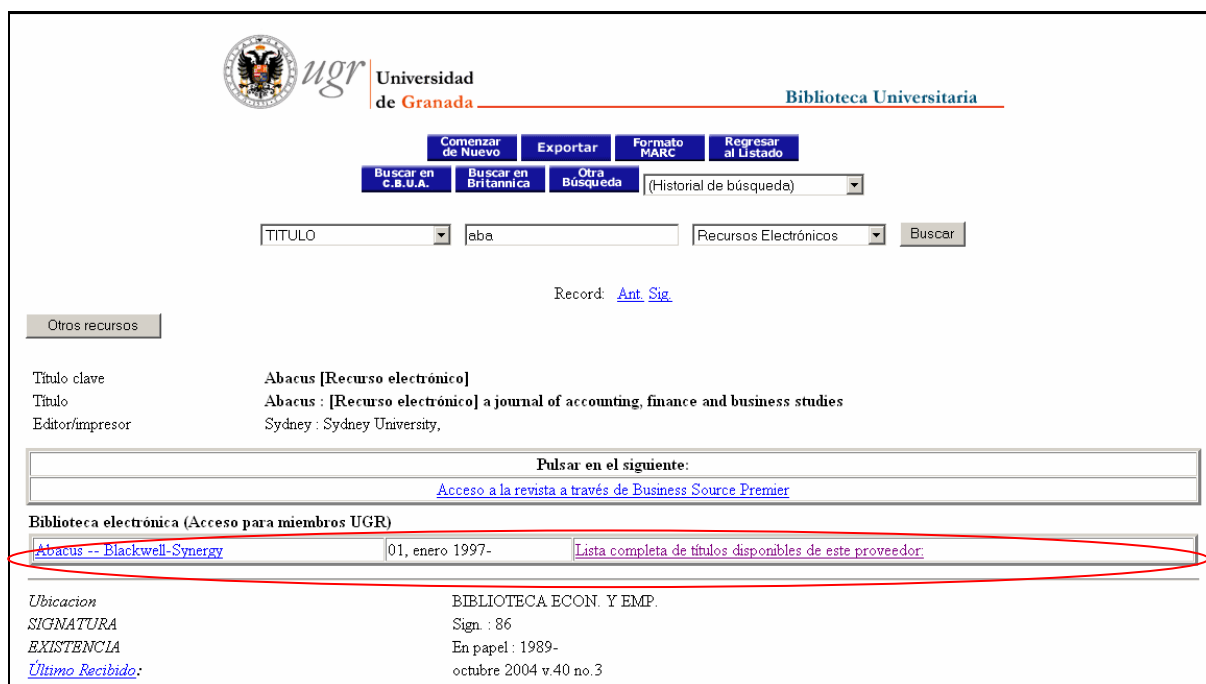 ugr Universidad
de Granada
Biblioteca Universitaria
Comenzar de Nuevo Exportar Formato MARC Regresar al Listado
Buscar en C.B.U.A. Buscar en Britannica Otra Búsqueda (Historial de búsqueda)
TITULO aba Recursos Electrónicos Buscar
Record: Ant. Sig.
Otros recursos
Título clave Abacus [Recurso electrónico]
Título Abacus : [Recurso electrónico] a journal of accounting, finance and business studies
Editor/impresor Sydney : Sydney University,
Pulsar en el siguiente:
Acceso a la revista a través de Business Source Premier
Biblioteca electrónica (Acceso para miembros UGR)
Abacus -- Blackwell-Synergy 01, enero 1997- Lista completa de títulos disponibles de este proveedor:
Ubicacion BIBLIOTECA ECON. Y EMP.
SIGNATURA Sign. : 86
EXISTENCIA En papel : 1989-
Último Recibido: octubre 2004 v.40 no.3